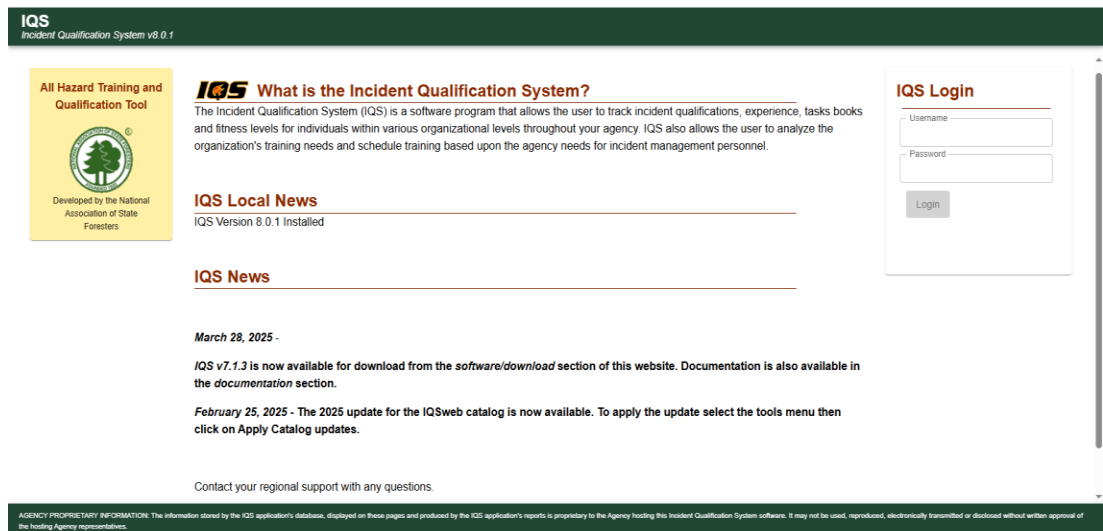 IQS
Incident Qualification System v8.0.1
All Hazard Training and
Qualification Tool
NATIONAL ASSOCIATION OF STATE FORESTERS
FOUNDED 1920
®
Developed by the National
Association of State
Foresters
IQS What is the Incident Qualification System?
The Incident Qualification System (IQS) is a software program that allows the user to track incident qualifications, experience, tasks books
and fitness levels for individuals within various organizational levels throughout your agency. IQS also allows the user to analyze the
organization's training needs and schedule training based upon the agency needs for incident management personnel.
IQS Local News
IQS Version 8.0.1 Installed
IQS News
March 28, 2025 -
IQS v7.1.3 is now available for download from the software/download section of this website. Documentation is also available in
the documentation section.
February 25, 2025 - The 2025 update for the IQSweb catalog is now available. To apply the update select the tools menu then
click on Apply Catalog updates.
Contact your regional support with any questions.
IQS Login
Username
Password
Login
AGENCY PROPRIETARY INFORMATION: The information stored by the IQS application's database, displayed on these pages and produced by the IQS application's reports is proprietary to the Agency hosting this Incident Qualification System software. It may not be used, reproduced, electronically transmitted or disclosed without written approval of
the hosting Agency representatives.